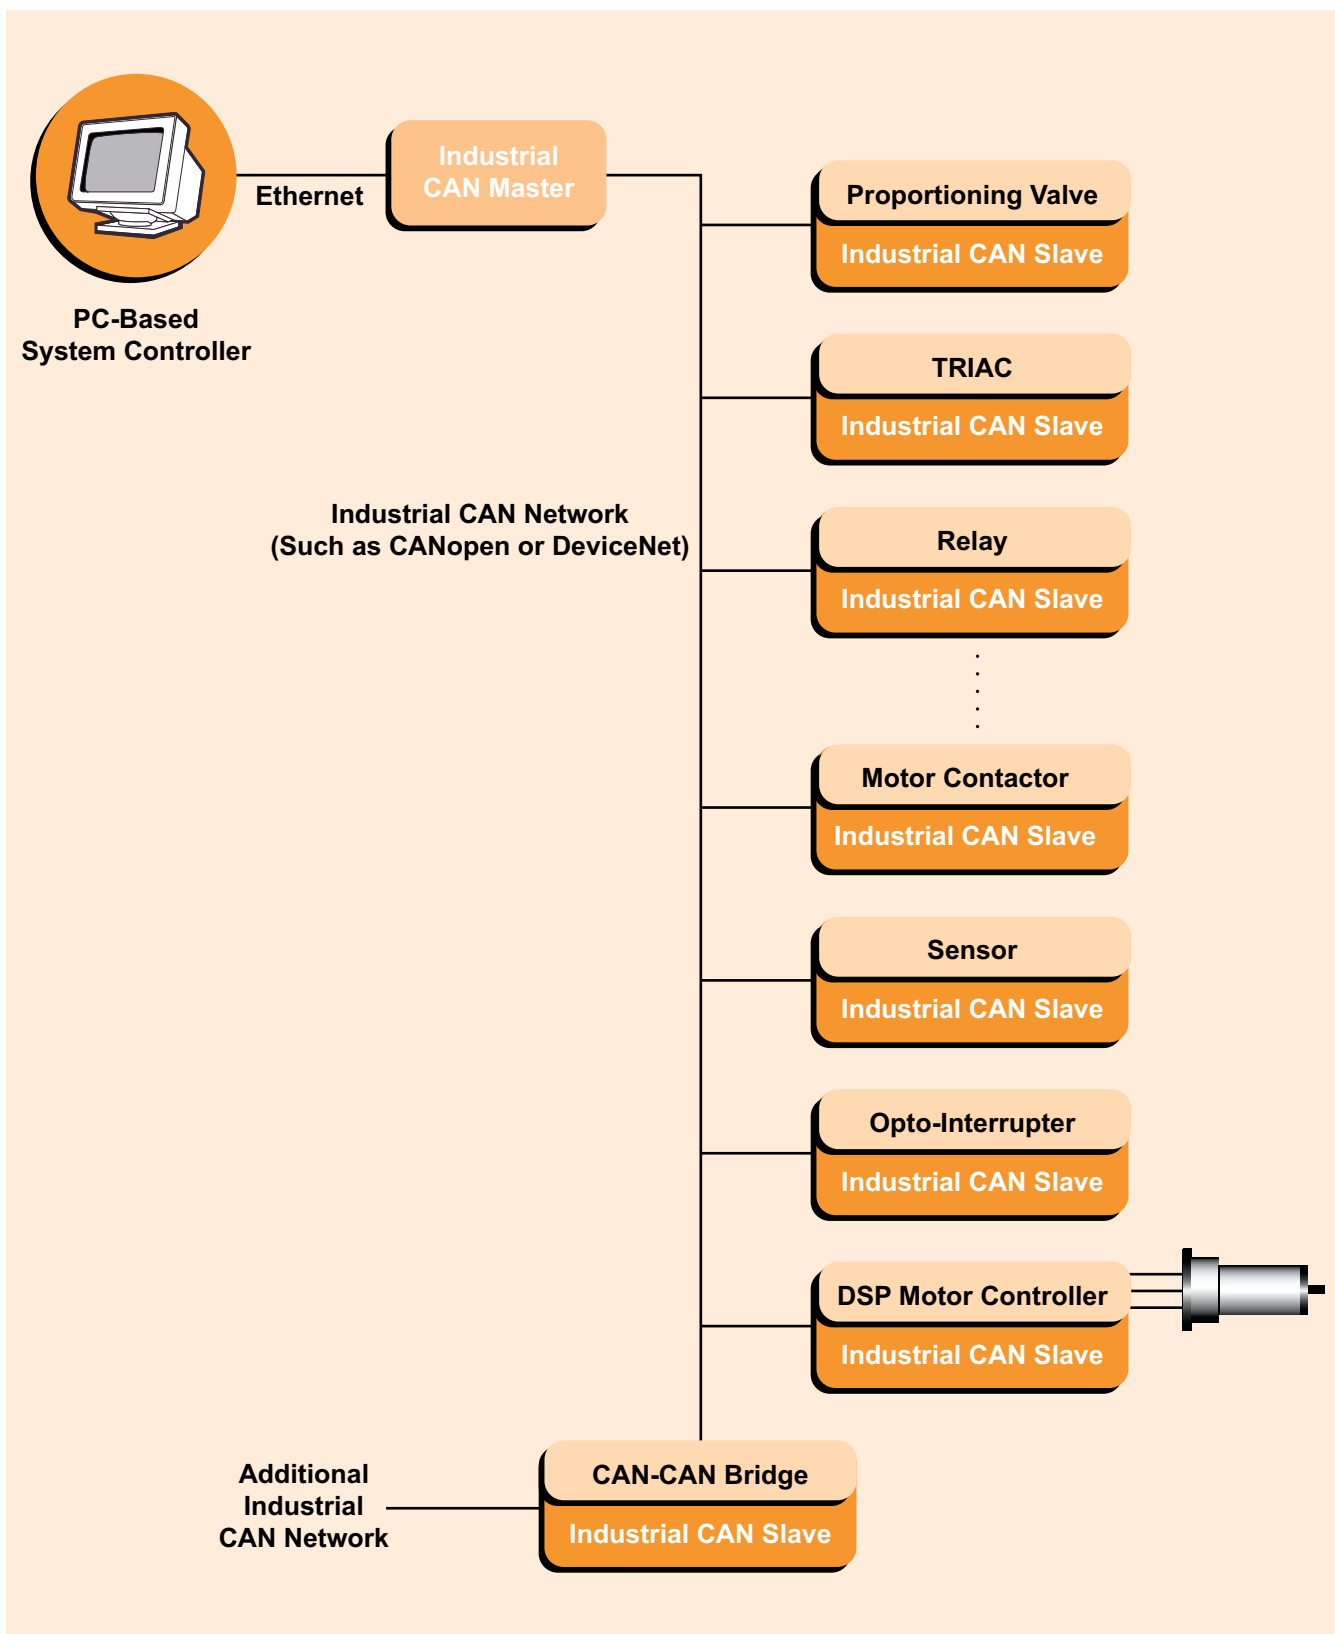 Industrial
CAN Master
Ethernet
PC-Based
System Controller
Proportioning Valve
Industrial CAN Slave
TRIAC
Industrial CAN Slave
Industrial CAN Network
(Such as CANopen or DeviceNet)
Relay
Industrial CAN Slave
Motor Contactor
Industrial CAN Slave
Sensor
Industrial CAN Slave
Opto-Interrupter
Industrial CAN Slave
DSP Motor Controller
Industrial CAN Slave
Additional
Industrial
CAN Network
CAN-CAN Bridge
Industrial CAN Slave